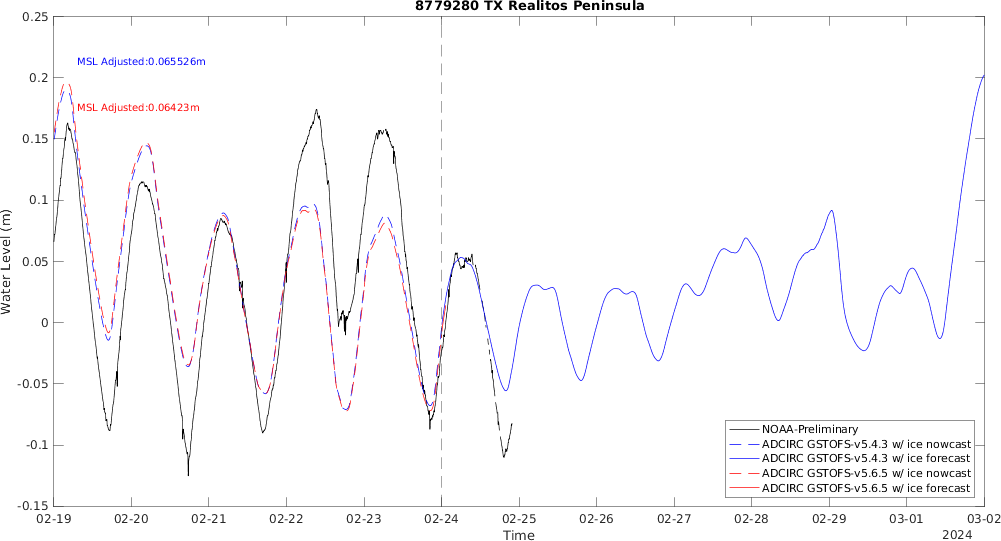 8779280 TX Realitos Peninsula
MSL Adjusted:0.065526m
MSL Adjusted:0.06423m
Water Level (m)
0.25
0.2
0.15
0.1
0.05
0
-0.05
-0.1
-0.15
NOAA-Preliminary
ADCIRC GSTOFS-v5.4.3 w/ ice nowcast
ADCIRC GSTOFS-v5.4.3 w/ ice forecast
ADCIRC GSTOFS-v5.6.5 w/ ice nowcast
ADCIRC GSTOFS-v5.6.5 w/ ice forecast
02-19 02-20 02-21 02-22 02-23 02-24 02-25 02-26 02-27 02-28 02-29 03-01 03-02
Time
2024